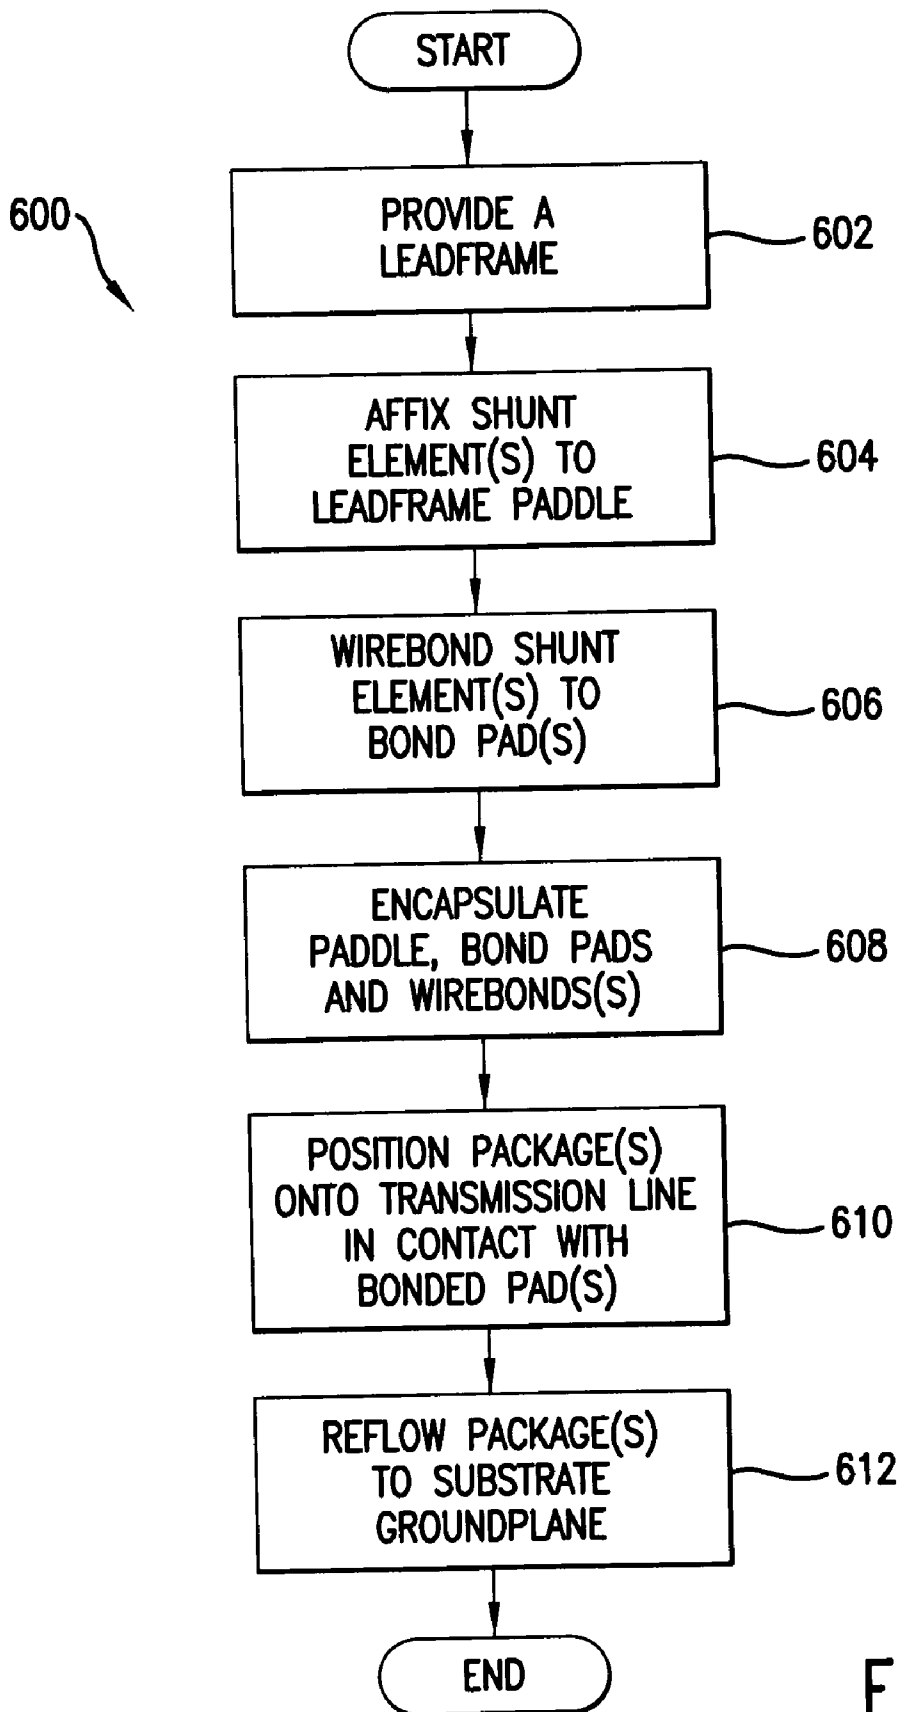 START
600
PROVIDE A
LEADFRAME
602
AFFIX SHUNT
ELEMENT(S) TO
LEADFRAME PADDLE
604
WIREBOND SHUNT
ELEMENT(S) TO
BOND PAD(S)
606
ENCAPSULATE
PADDLE, BOND PADS
AND WIREBONDS(S)
608
POSITION PACKAGE(S)
ONTO TRANSMISSION LINE
IN CONTACT WITH
BONDED PAD(S)
610
REFLOW PACKAGE(S)
TO SUBSTRATE
GROUNDPLANE
612
END
F